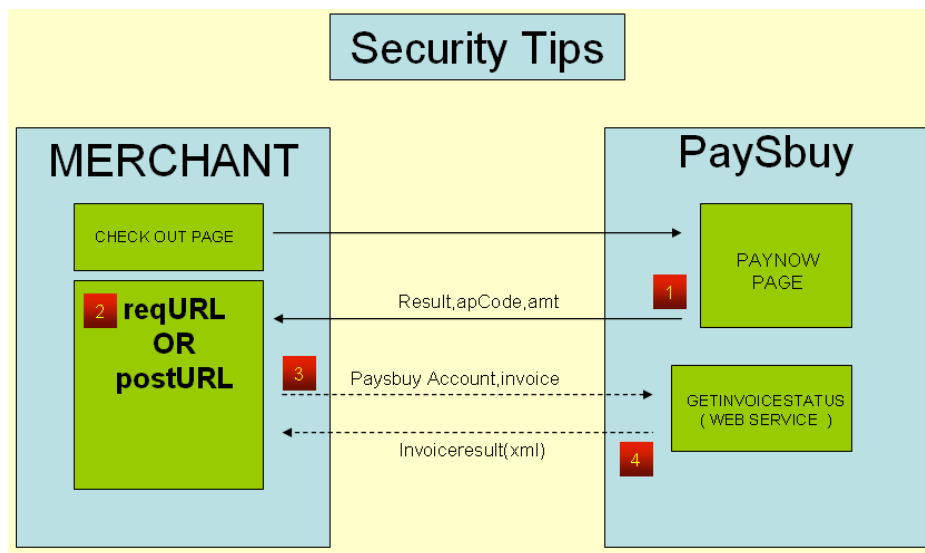 Security Tips
MERCHANT
PaySbuy
CHECK OUT PAGE
PAYNOW
PAGE
1
Result,apCode,amt
2
reqURL
OR
postURL
3
Paysbuy Account,invoice
GETINVOICESTATUS
( WEB SERVICE )
Invoiceresult(xml)
4